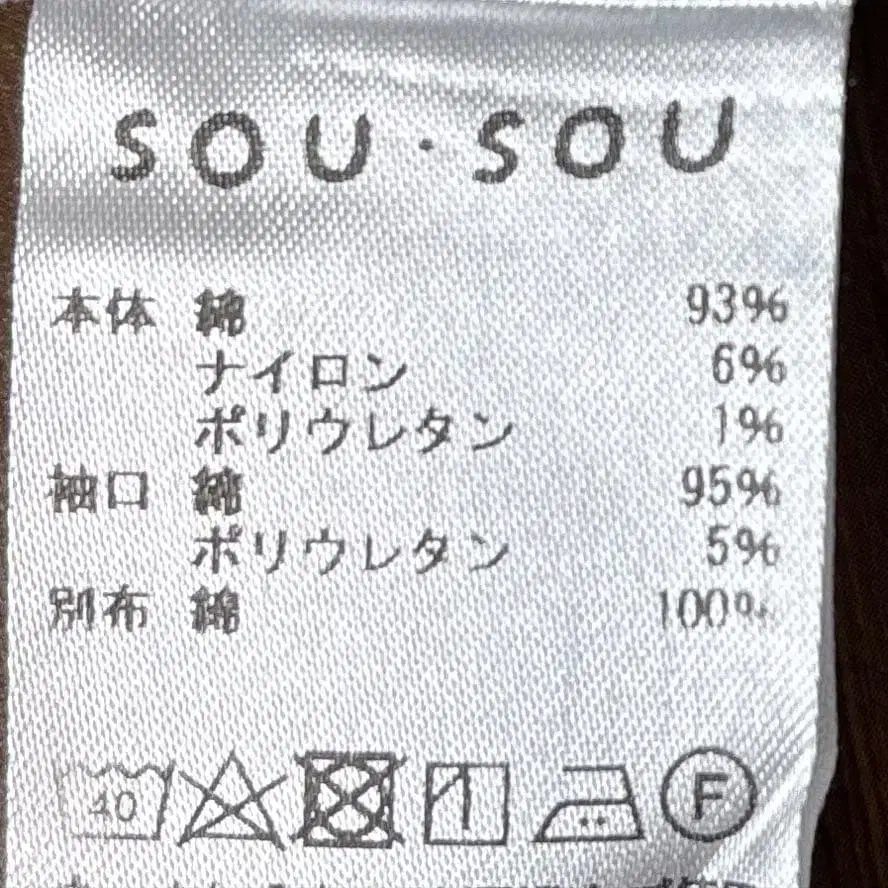 SOU・SOU
本体 綿 93%
ナイロン 6%
ポリウレタン 1%
袖口 綿 95%
ポリウレタン 5%
別布 綿 100%
40 F